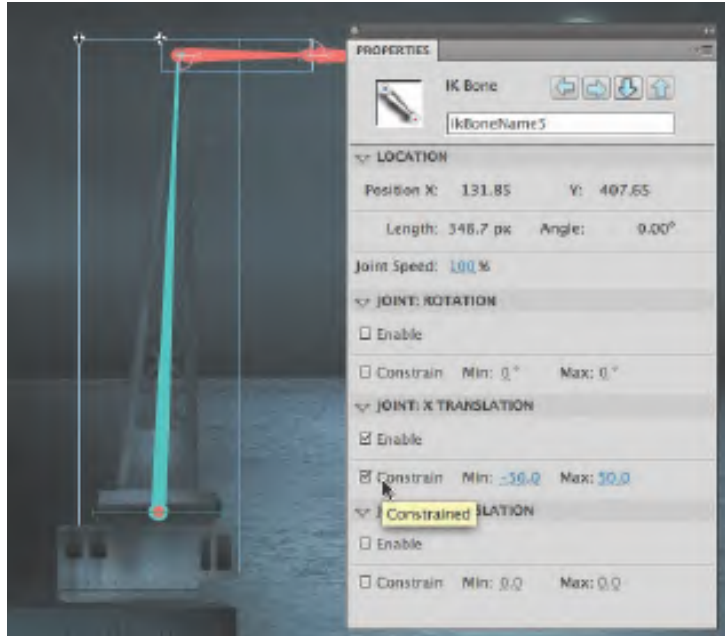 PROPERTIES
IK Bone
ikBoneName5
LOCATION
Position X: 131.85 Y: 407.65
Length: 348.7 px Angle: 0.00°
Joint Speed: 100 %
JOINT: ROTATION
Enable
Constrain Min: 0 ° Max: 0 °
JOINT: X TRANSLATION
Enable
Constrain Min: -50.0 Max: 50.0
Constrained
Enable
Constrain Min: 0.0 Max: 0.0